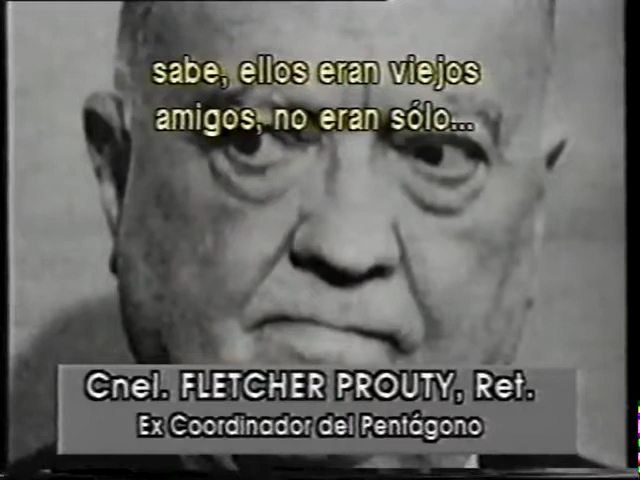 sabe, ellos eran viejos
amigos, no eran sólo...
Cnel. FLETCHER PROUTY, Ret.
Ex Coordinador del Pentágono